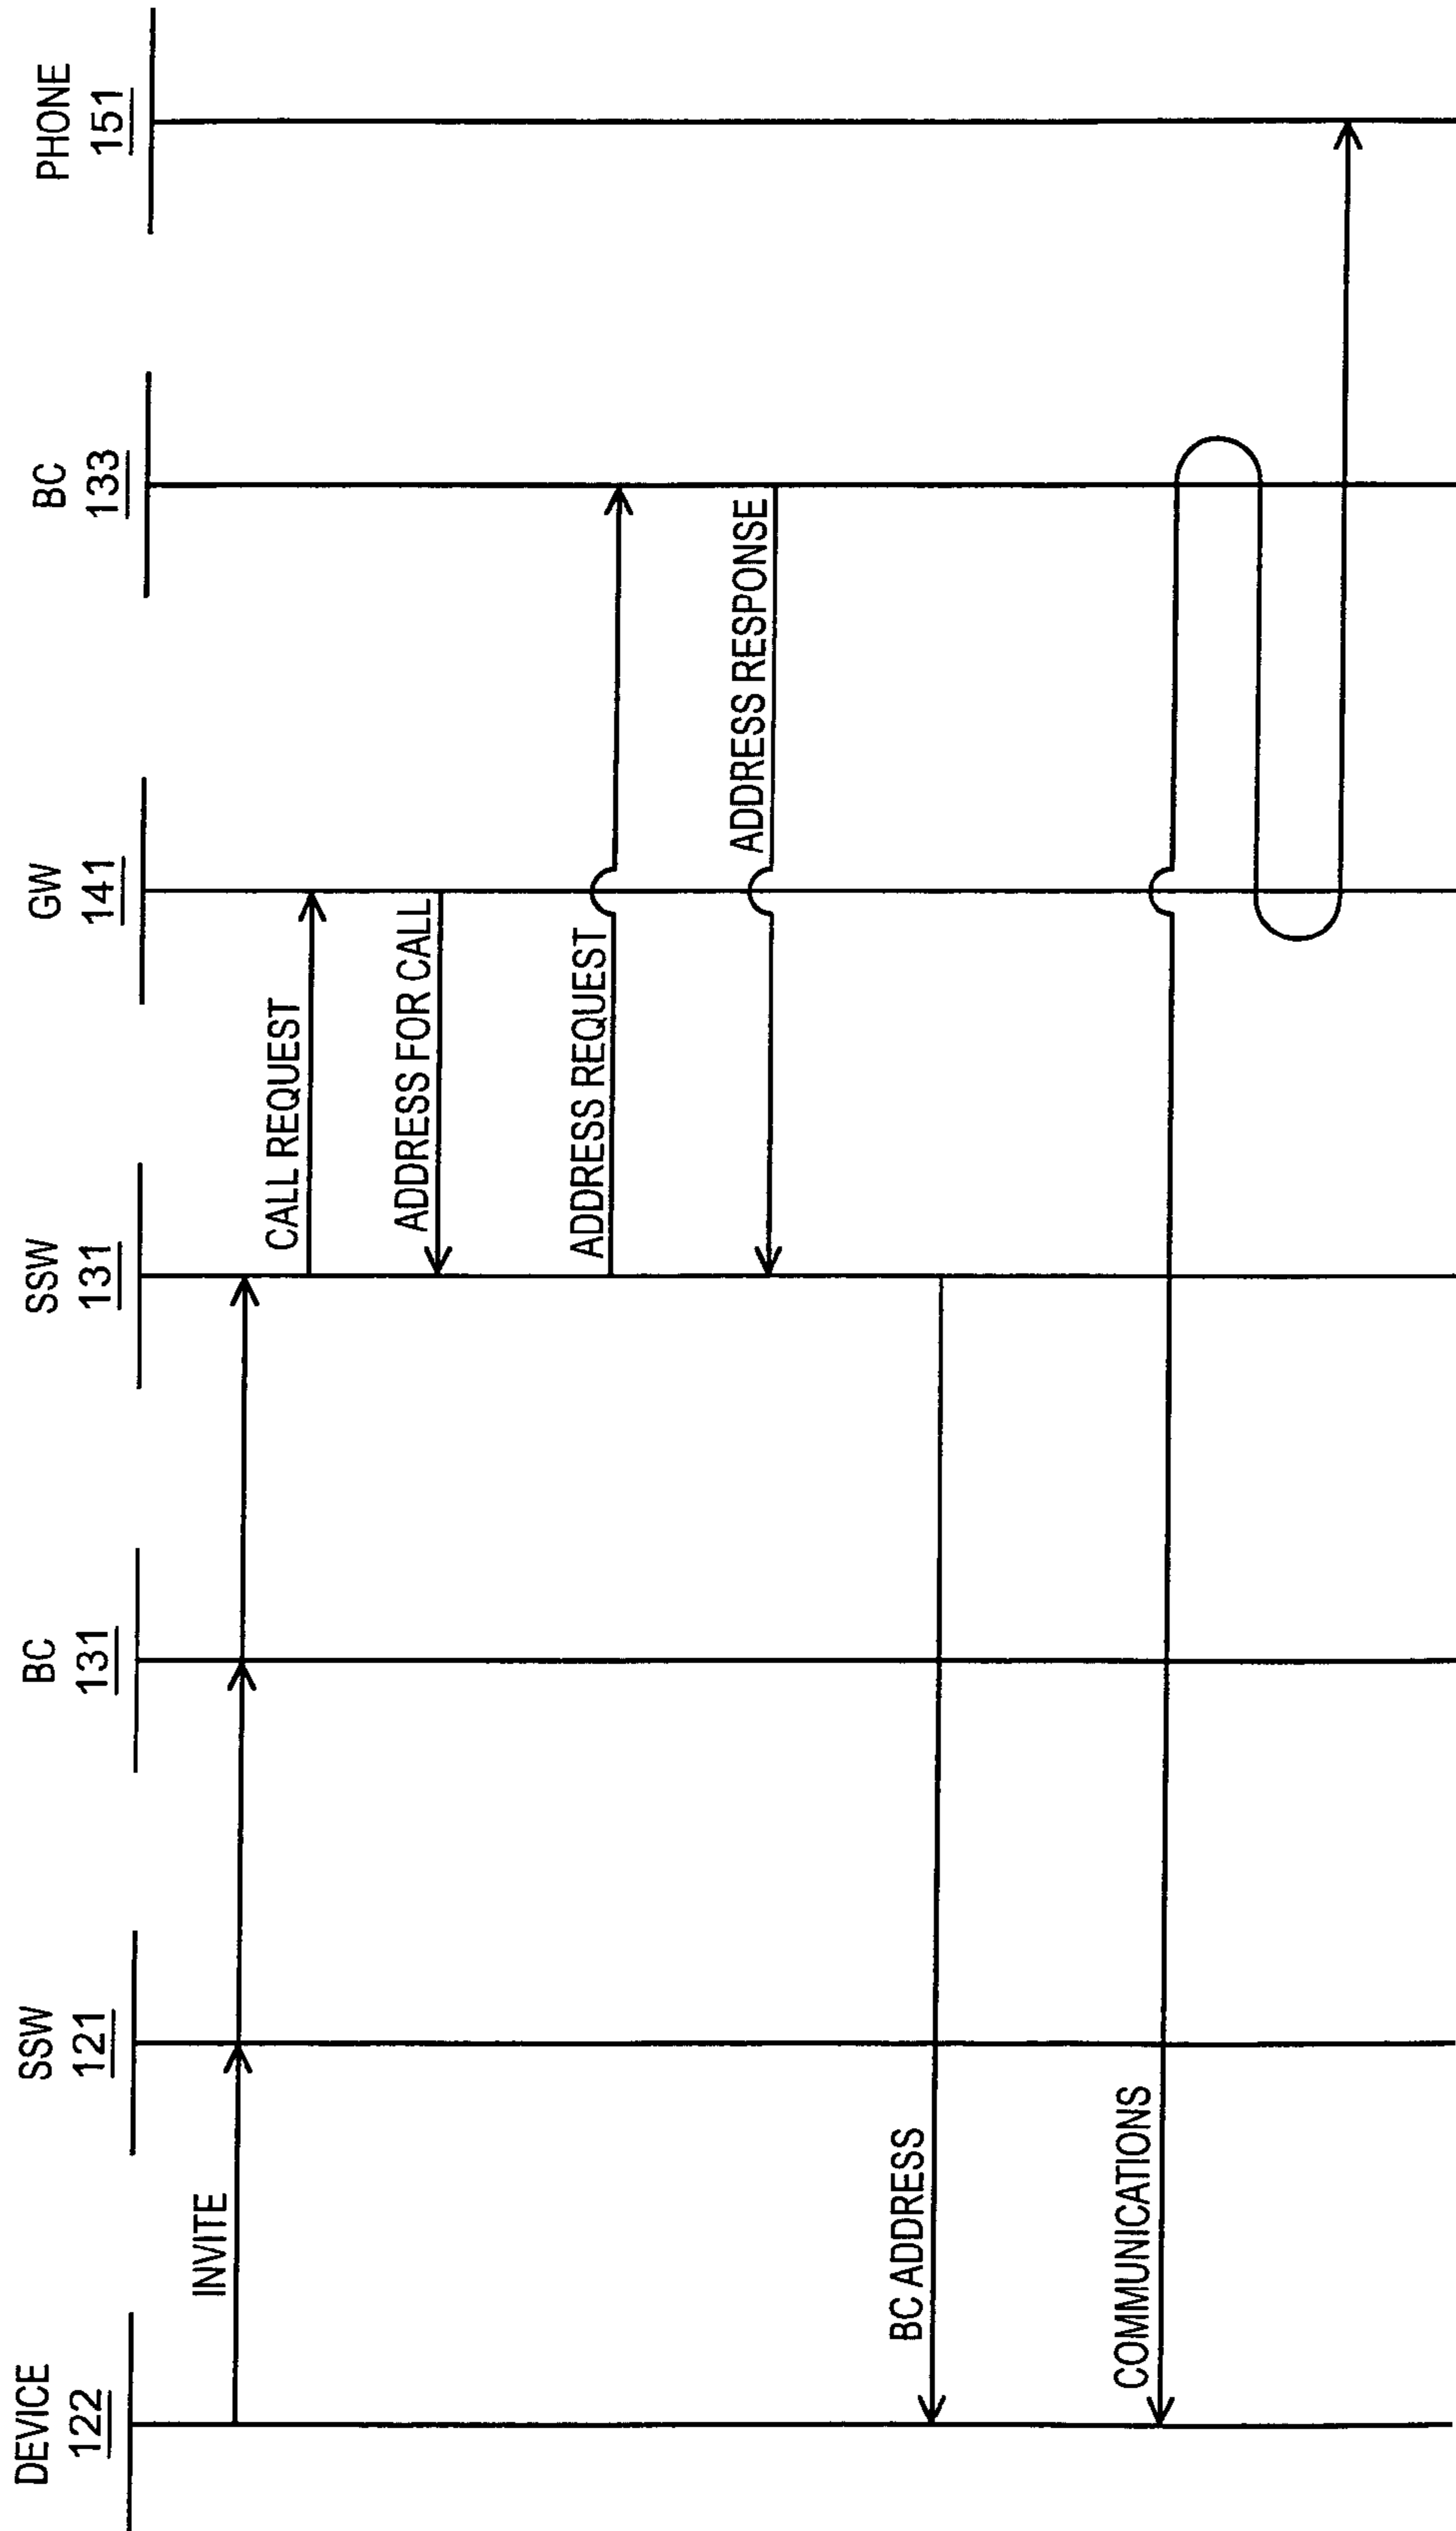 DEVICE
122
SSW
121
BC
131
SSW
131
GW
141
BC
133
PHONE
151
INVITE
CALL REQUEST
ADDRESS FOR CALL
ADDRESS REQUEST
ADDRESS RESPONSE
BC ADDRESS
COMMUNICATIONS